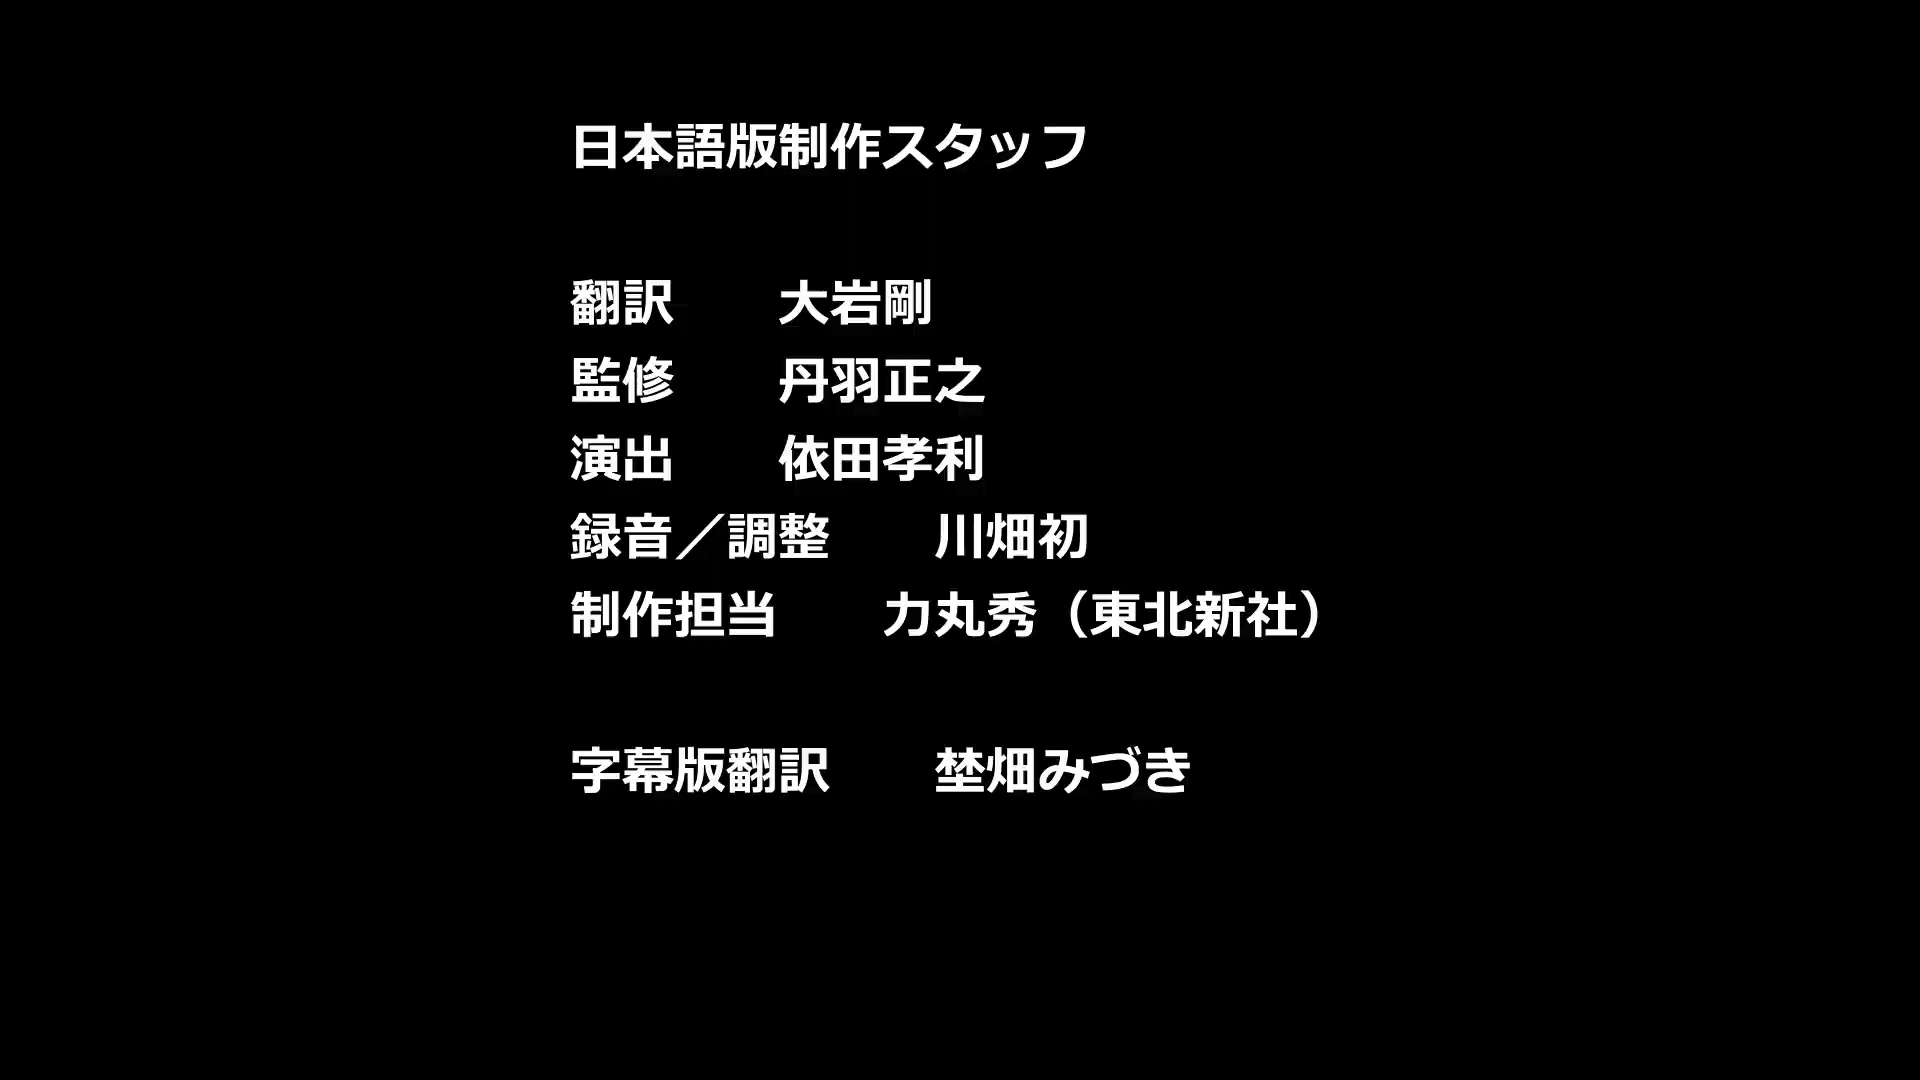 日本語版制作スタッフ
翻訳　　大岩剛
監修　　丹羽正之
演出　　依田孝利
録音／調整　　川畑初
制作担当　　力丸秀（東北新社）
字幕版翻訳　　埜畑みづき